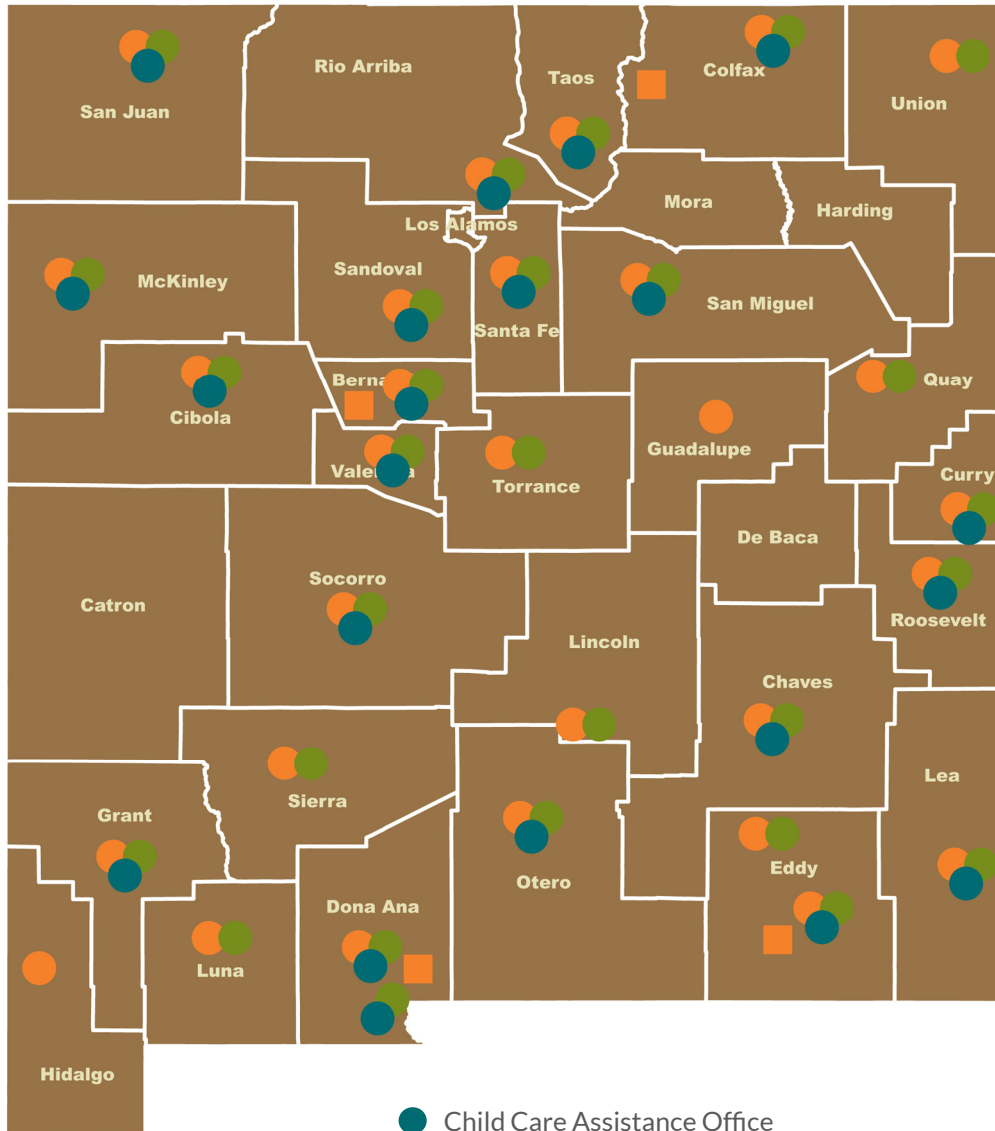 San Juan
Rio Arriba
Taos
Colfax
Union
Los Alamos
Mora
Harding
McKinley
Sandoval
Santa Fe
San Miguel
Cibola
Berna
Quay
Guadalupe
Valencia
Torrance
Curry
De Baca
Catron
Socorro
Lincoln
Roosevelt
Chaves
Lea
Grant
Sierra
Eddy
Otero
Dona Ana
Luna
Hidalgo
Child Care Assistance Office